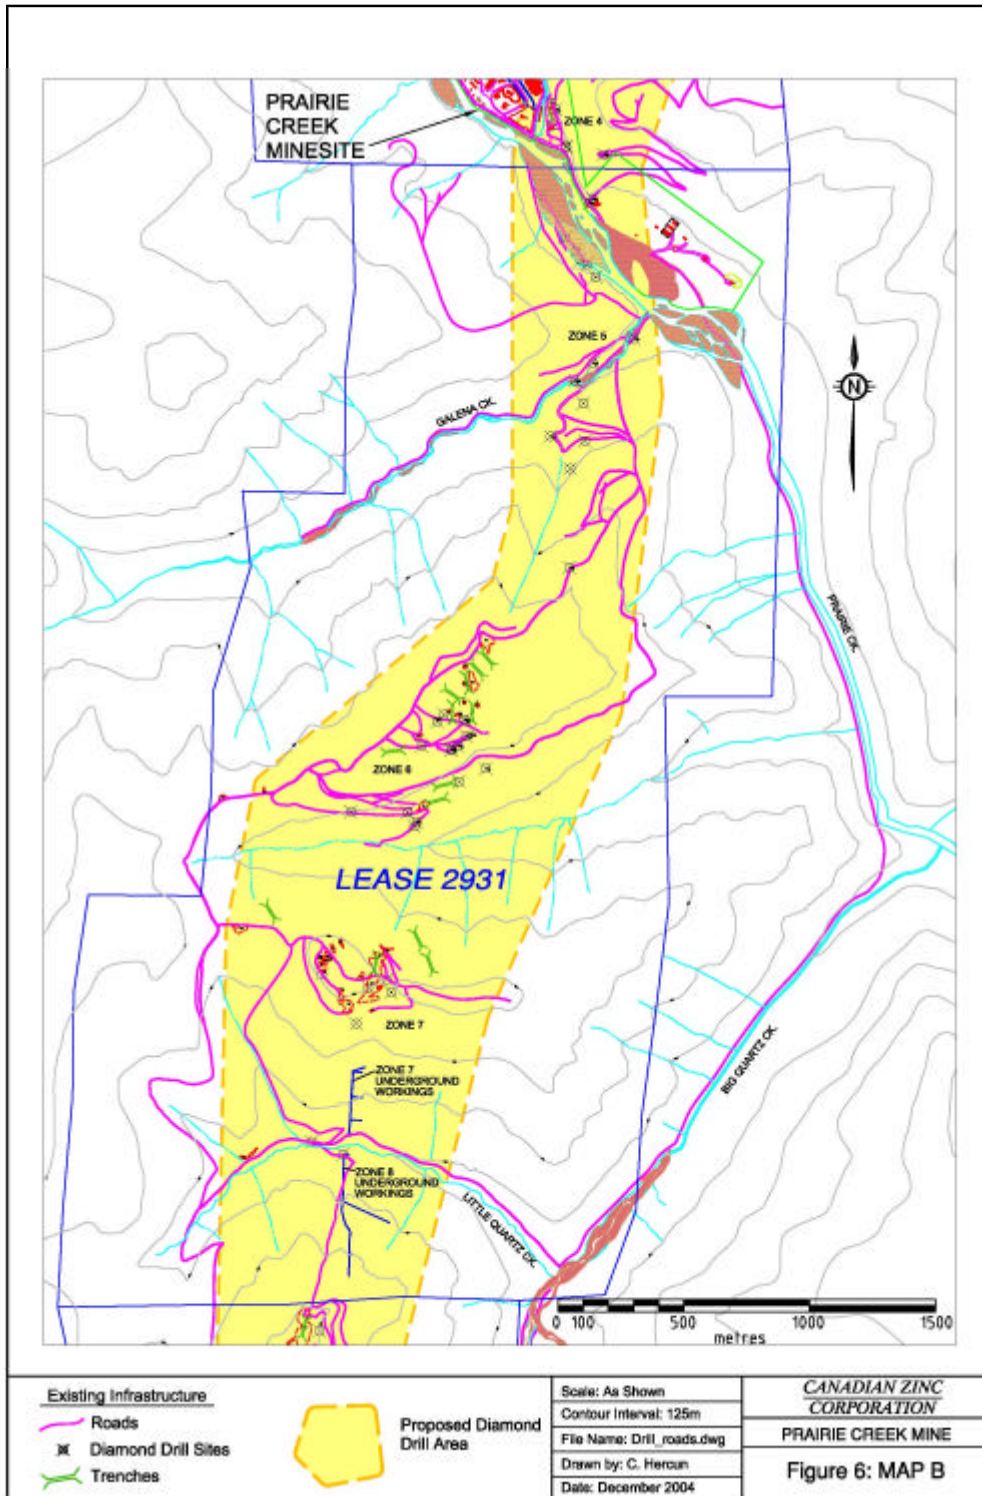 PRAIRIE
CREEK
MINESITE
ZONE 4
ZONE 5
GALENA CK.
N
PRAIRIE CK.
ZONE 6
LEASE 2931
ZONE 7
ZONE 7
UNDERGROUND
WORKINGS
BIG QUARTZ CK.
ZONE 8
UNDERGROUND
WORKINGS
LITTLE QUARTZ CK.
0 100 500 1000 1500
metres
Existing Infrastructure
Roads
Diamond Drill Sites
Trenches
Proposed Diamond
Drill Area
Scale: As Shown
Contour Interval: 125m
File Name: Drill_roads.dwg
Drawn by: C. Hercun
Date: December 2004
CANADIAN ZINC
CORPORATION
PRAIRIE CREEK MINE
Figure 6: MAP B